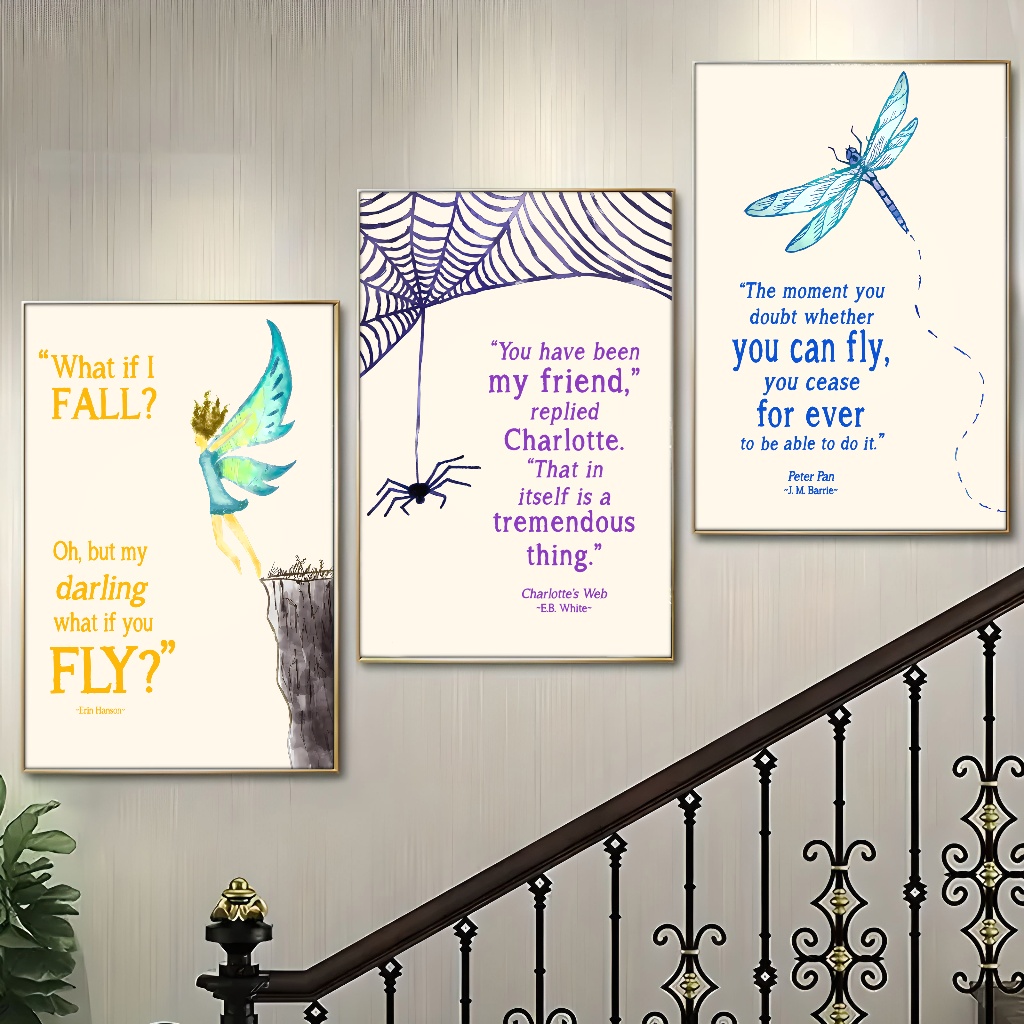 “What if I
FALL?
Oh, but my
darling
what if you
FLY?”
~Erin Hanson~
“You have been
my friend,”
replied
Charlotte.
“That in
itself is a
tremendous
thing.”
Charlotte’s Web
~E.B. White~
“The moment you
doubt whether
you can fly,
you cease
for ever
to be able to do it.”
Peter Pan
~J. M. Barrie~